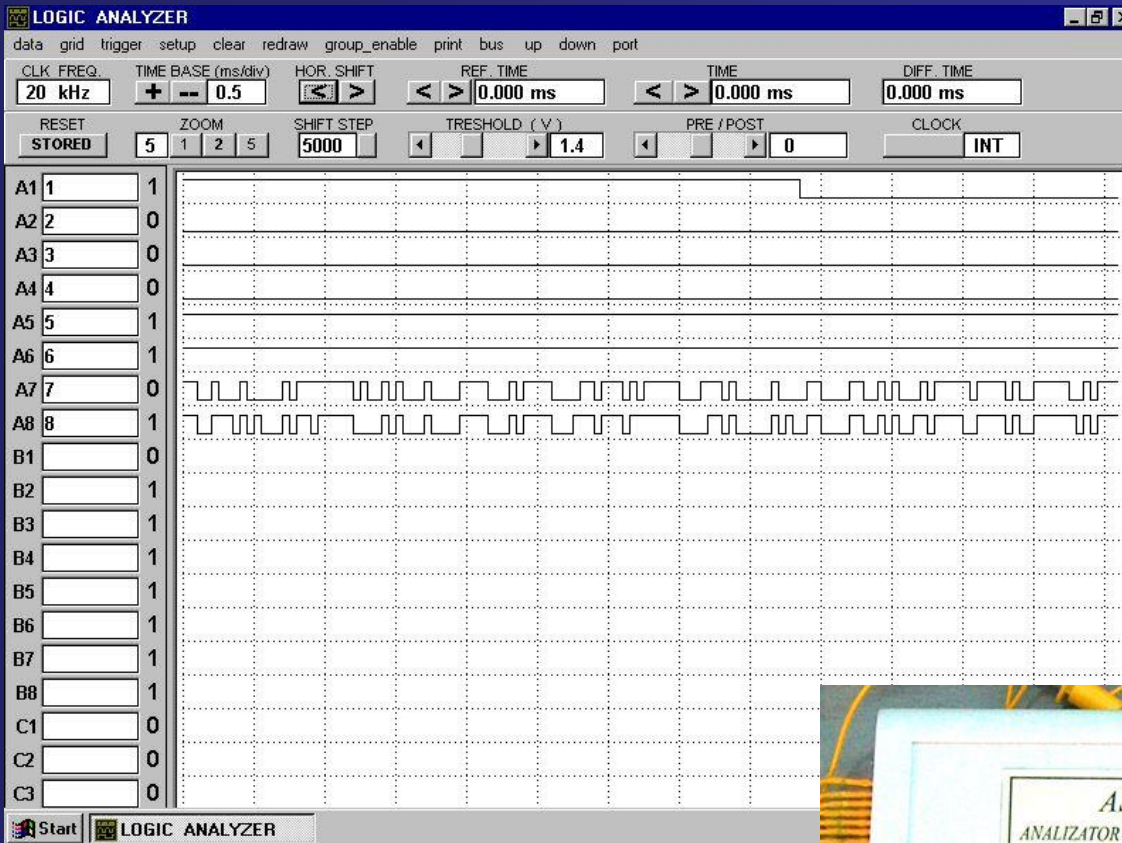 LOGIC ANALYZER
data grid trigger setup clear redraw group_enable print bus up down port
CLK FREQ. TIME BASE (ms/div) HOR. SHIFT REF. TIME TIME DIFF. TIME
20 kHz + -- 0.5 < > < > 0.000 ms < > 0.000 ms 0.000 ms
RESET ZOOM SHIFT STEP TRESHOLD ( V ) PRE / POST CLOCK
STORED 5 1 2 5 5000 1.4 0 INT
A1 1 1
A2 2 0
A3 3 0
A4 4 0
A5 5 1
A6 6 1
A7 7 0
A8 8 1
B1 0
B2 1
B3 1
B4 1
B5 1
B6 1
B7 1
B8 1
C1 0
C2 0
C3 0
Start LOGIC ANALYZER
ANALIZATOR